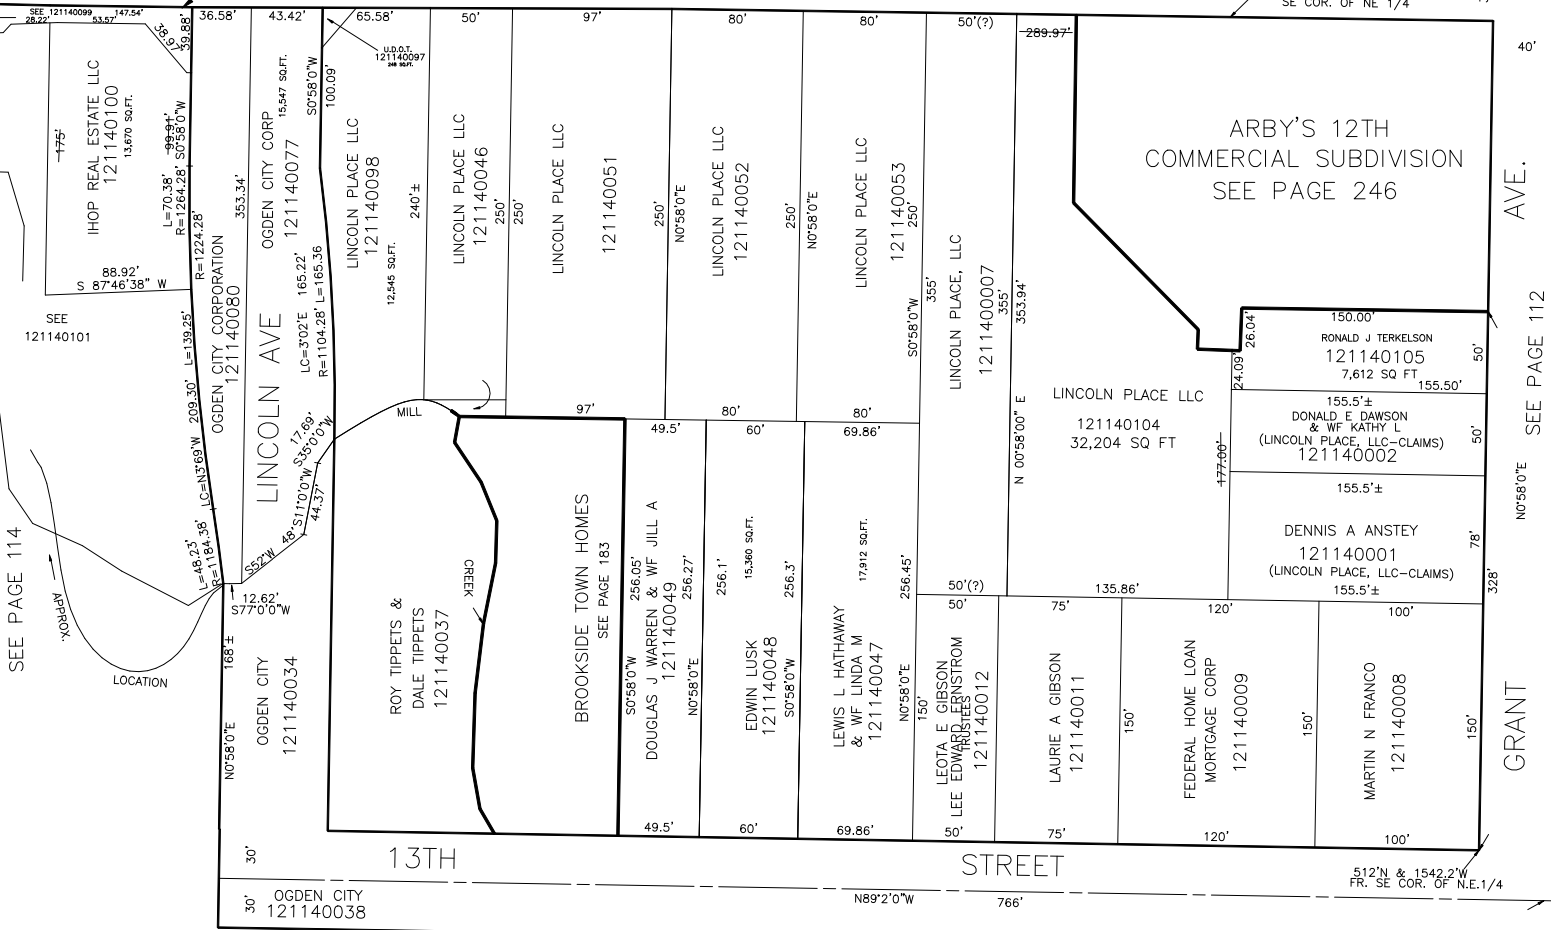 SE COR. OF NE 1/4
SEE 121140099
147.54'
28.22'
53.57'
38.97'
39.88'
36.58'
43.42'
65.58'
50'
97'
80'
80'
50'(?)
289.97'
40'
U.D.O.T.
121140097
248 SQ.FT.
175'
IHOP REAL ESTATE LLC
121140100
13,670 SQ.FT.
99.91'
S0°58'0"W
L=70.38'
R=1264.28'
R=1224.28'
88.92'
S 87°46'38" W
SEE
121140101
353.34'
OGDEN CITY CORPORATION
121140080
L=139.25'
209.30'
LC=N3°69'W
L=48.23'
R=1184.38'
OGDEN CITY CORP
121140077
15,547 SQ.FT.
S0°58'0"W
100.09'
LINCOLN AVE
165.22'
LC=3°02'E
L=165.36
R=1104.28'
17.69'
S35°0'0"W
S11°0'0"W
44.37'
48'
S52°W
12.62'
S77°0'0"W
LINCOLN PLACE LLC
121140098
12,545 SQ.FT.
240'±
LINCOLN PLACE LLC
121140046
250'
250'
LINCOLN PLACE LLC
121140051
250'
N0°58'0"E
LINCOLN PLACE LLC
121140052
250'
N0°58'0"E
LINCOLN PLACE LLC
121140053
250'
S0°58'0"W
355'
LINCOLN PLACE, LLC
121140007
355'
353.94'
N 00°58'00" E
ARBY'S 12TH
COMMERCIAL SUBDIVISION
SEE PAGE 246
LINCOLN PLACE LLC
121140104
32,204 SQ FT
177.00'
24.09'
26.04'
150.00'
RONALD J TERKELSON
121140105
7,612 SQ FT
155.50'
50'
155.5'±
DONALD E DAWSON
& WF KATHY L
(LINCOLN PLACE, LLC-CLAIMS)
121140002
50'
155.5'±
DENNIS A ANSTEY
121140001
(LINCOLN PLACE, LLC-CLAIMS)
155.5'±
78'
N0°58'0"E
328'
GRANT AVE.
SEE PAGE 112
SEE PAGE 114
APPROX.
LOCATION
MILL
CREEK
97'
80'
80'
49.5'
60'
69.86'
50'(?)
50'
135.86'
75'
120'
100'
168'±
N0°58'0"E
OGDEN CITY
121140034
ROY TIPPETS &
DALE TIPPETS
121140037
BROOKSIDE TOWN HOMES
SEE PAGE 183
256.05'
S0°58'0"W
DOUGLAS J WARREN & WF JILL A
121140049
256.27'
N0°58'0"E
256.1'
15,360 SQ.FT.
EDWIN LUSK
121140048
256.3'
S0°58'0"W
17,912 SQ.FT.
LEWIS L HATHAWAY
& WF LINDA M
121140047
256.45'
N0°58'0"E
150'
LEOTA E GIBSON
LEE EDWARD ERNSTROM
TRUSTEES
121140012
LAURIE A GIBSON
121140011
150'
FEDERAL HOME LOAN
MORTGAGE CORP
121140009
150'
MARTIN N FRANCO
121140008
150'
49.5'
60'
69.86'
50'
75'
120'
100'
30'
13TH STREET
512'N & 1542.2'W
FR. SE COR. OF N.E.1/4
30'
OGDEN CITY
121140038
N89°2'0"W
766'